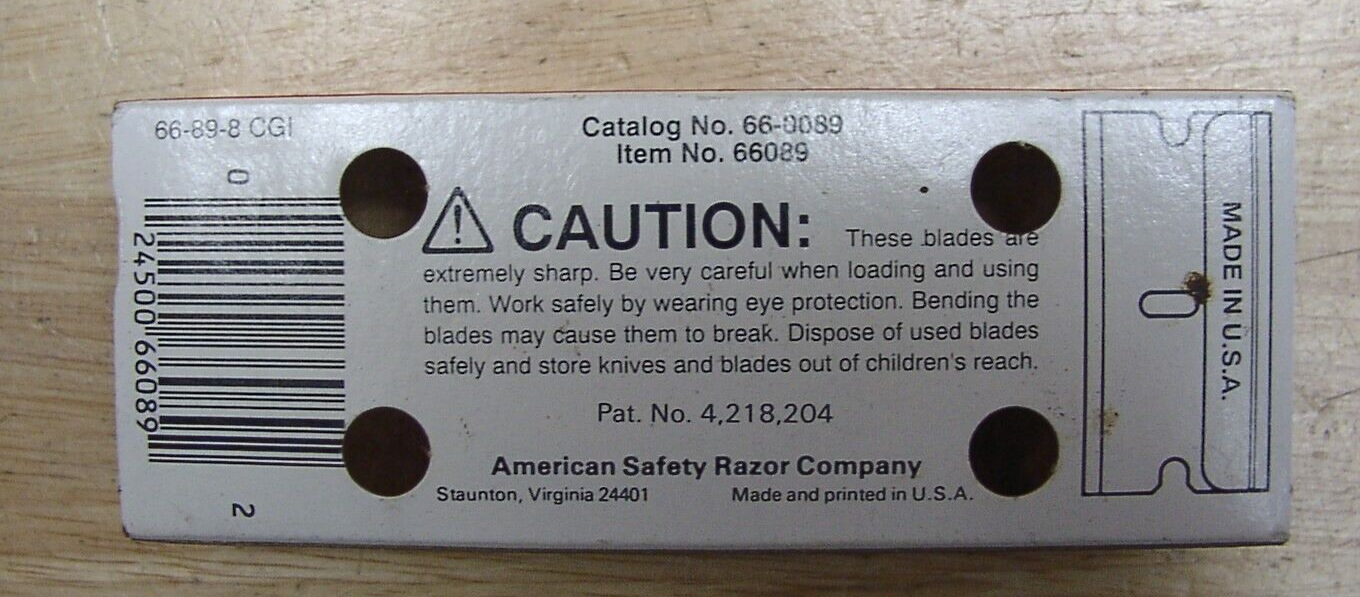 66-89-8 CGI
Catalog No. 66-0089
Item No. 66089
0
24500 66089
2
⚠ CAUTION: These blades are
extremely sharp. Be very careful when loading and using
them. Work safely by wearing eye protection. Bending the
blades may cause them to break. Dispose of used blades
safely and store knives and blades out of children's reach.
Pat. No. 4,218,204
American Safety Razor Company
Staunton, Virginia 24401 Made and printed in U.S.A.
MADE IN U.S.A.